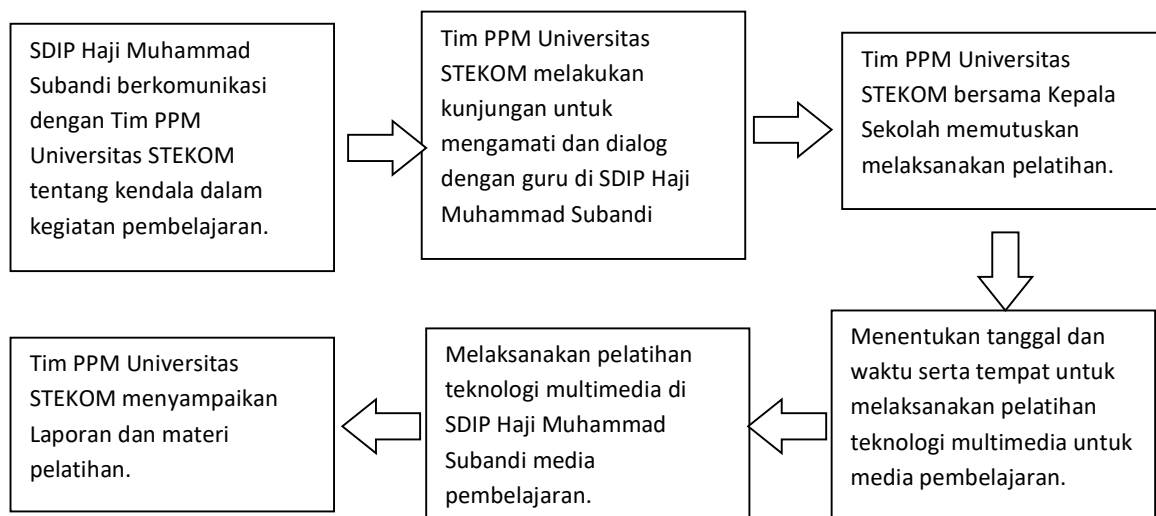 SDIP Haji Muhammad
Subandi berkomunikasi
dengan Tim PPM
Universitas STEKOM
tentang kendala dalam
kegiatan pembelajaran.
Tim PPM Universitas
STEKOM melakukan
kunjungan untuk
mengamati dan dialog
dengan guru di SDIP Haji
Muhammad Subandi
Tim PPM Universitas
STEKOM bersama Kepala
Sekolah memutuskan
melaksanakan pelatihan.
Menentukan tanggal dan
waktu serta tempat untuk
melaksanakan pelatihan
teknologi multimedia untuk
media pembelajaran.
Melaksanakan pelatihan
teknologi multimedia di
SDIP Haji Muhammad
Subandi media
pembelajaran.
Tim PPM Universitas
STEKOM menyampaikan
Laporan dan materi
pelatihan.